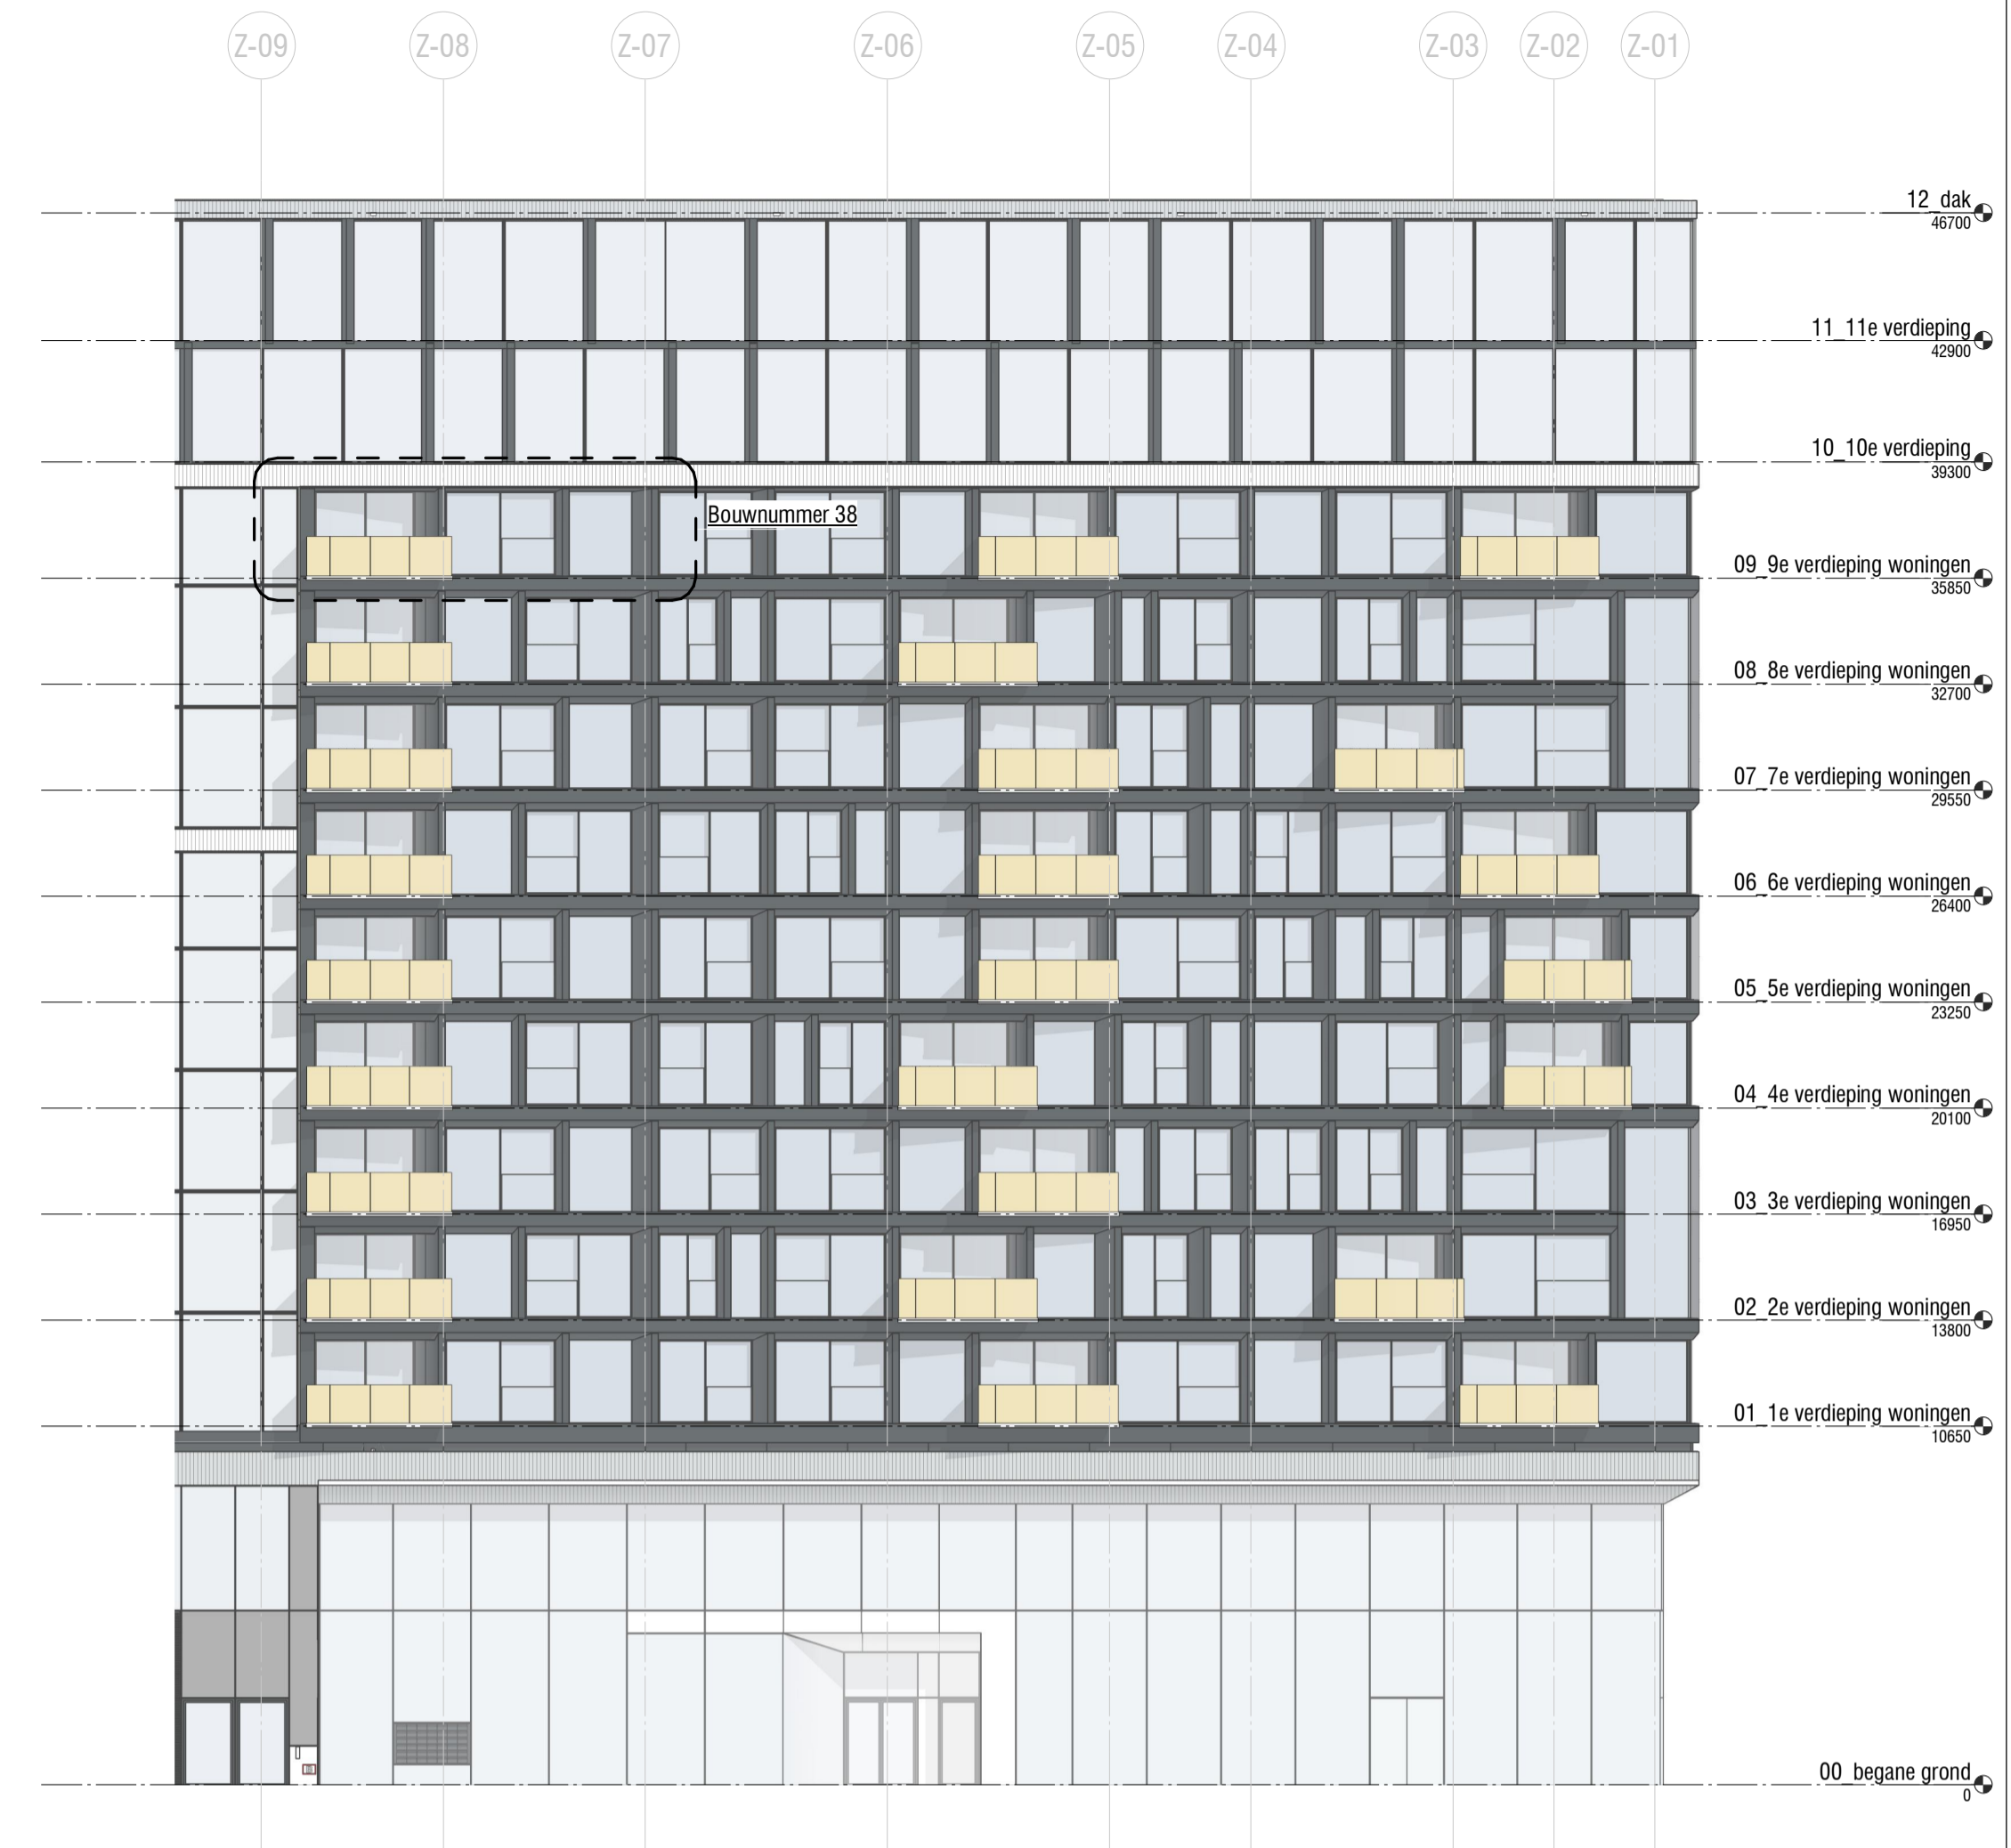 Z-09 Z-08 Z-07 Z-06 Z-05 Z-04 Z-03 Z-02 Z-01
12_dak
46700
11_11e verdieping
42900
10_10e verdieping
39300
Bouwnummer 38
09_9e verdieping woningen
35850
08_8e verdieping woningen
32700
07_7e verdieping woningen
29550
06_6e verdieping woningen
26400
05_5e verdieping woningen
23250
04_4e verdieping woningen
20100
03_3e verdieping woningen
16950
02_2e verdieping woningen
13800
01_1e verdieping woningen
10650
00_begane grond
0